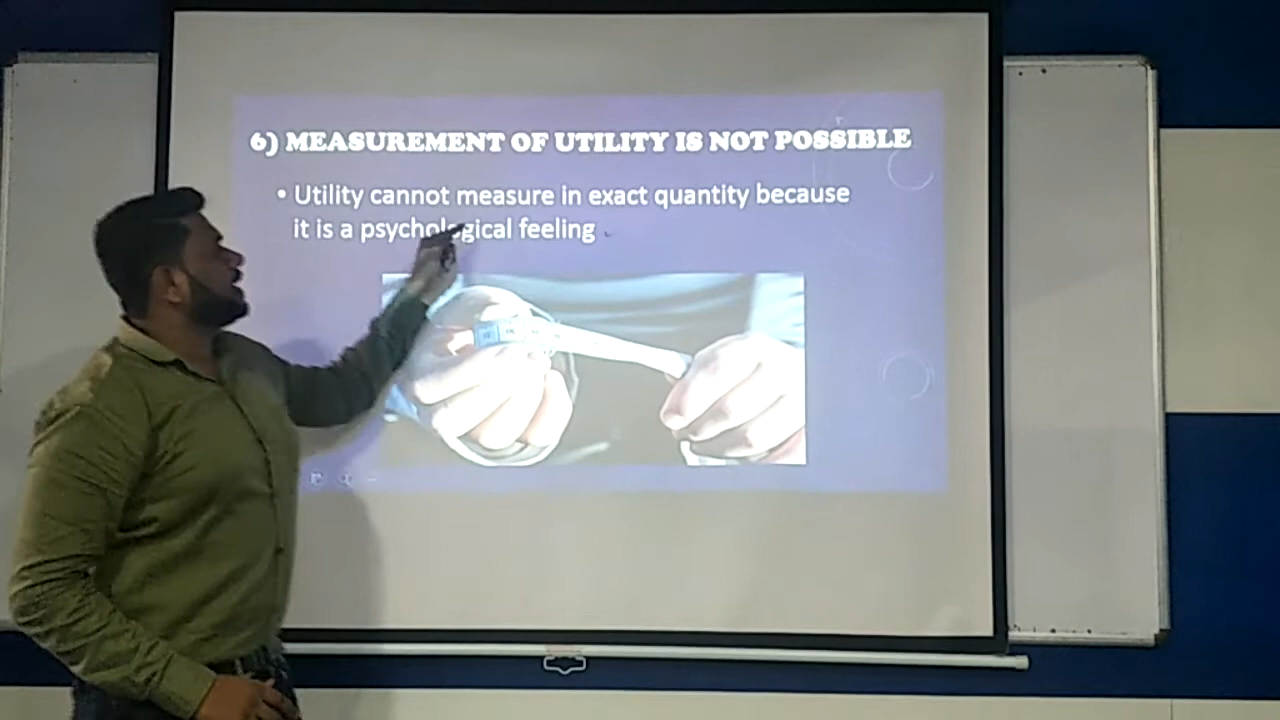 6) MEASUREMENT OF UTILITY IS NOT POSSIBLE
• Utility cannot measure in exact quantity because
it is a psychological feeling